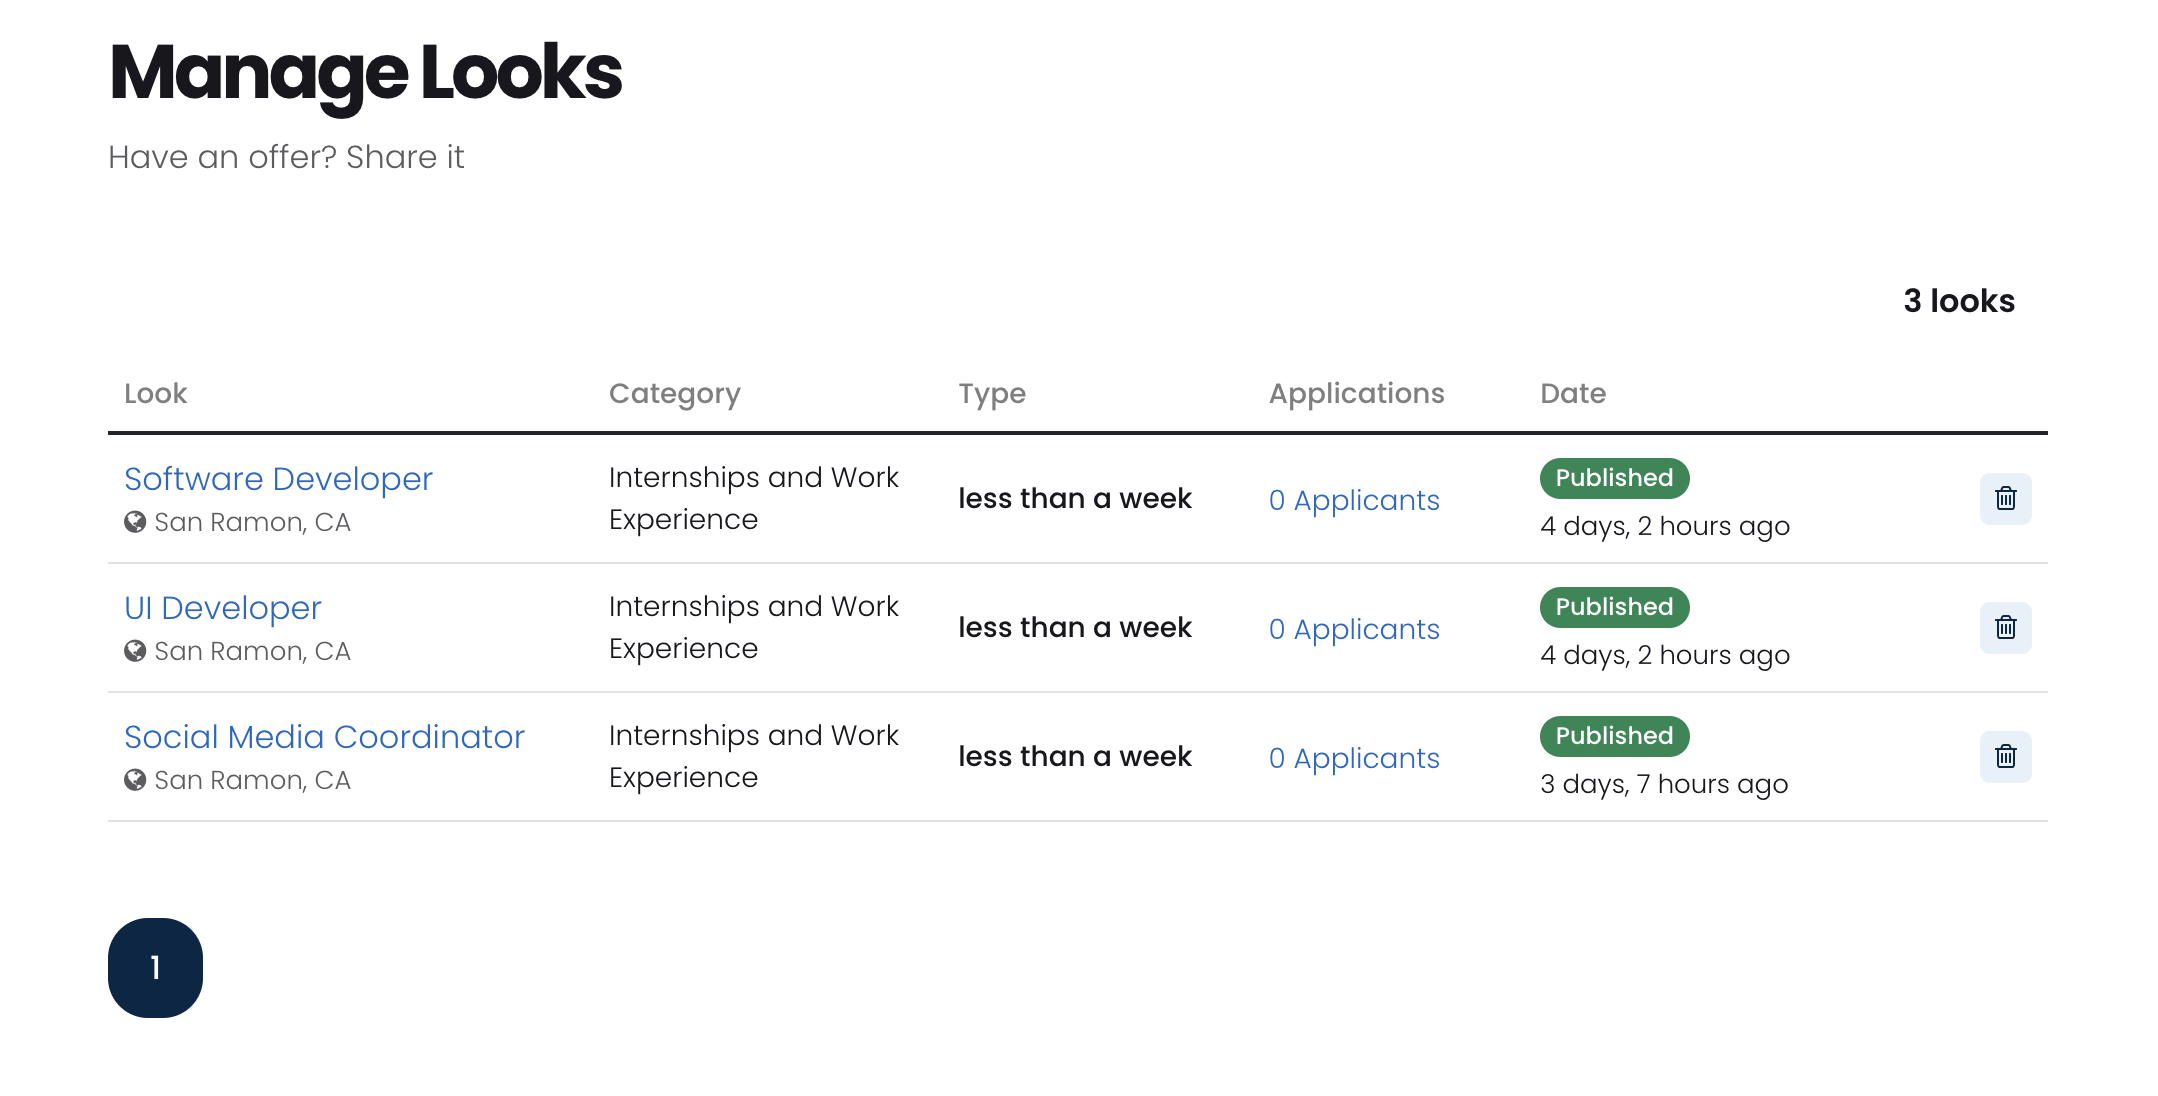 Manage Looks
Have an offer? Share it
3 looks
Look Category Type Applications Date
Software Developer
San Ramon, CA
Internships and Work
Experience
less than a week
0 Applicants
Published
4 days, 2 hours ago
UI Developer
San Ramon, CA
Internships and Work
Experience
less than a week
0 Applicants
Published
4 days, 2 hours ago
Social Media Coordinator
San Ramon, CA
Internships and Work
Experience
less than a week
0 Applicants
Published
3 days, 7 hours ago
1